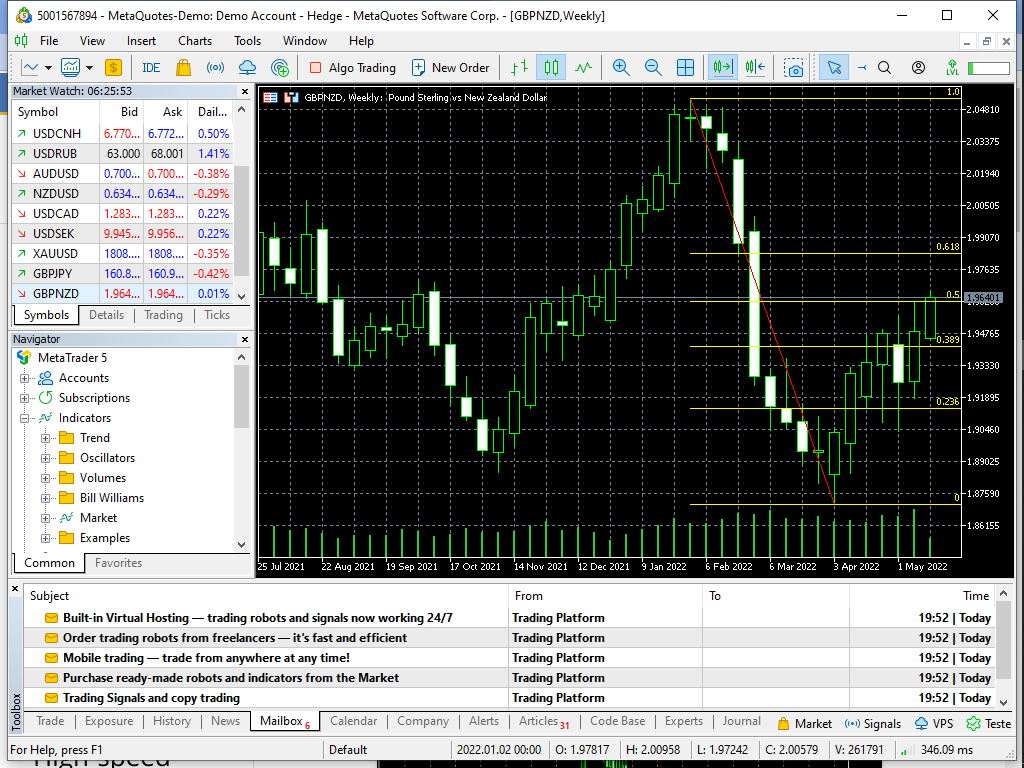 5001567894 - MetaQuotes-Demo: Demo Account - Hedge - MetaQuotes Software Corp. - [GBPNZD,Weekly]
File View Insert Charts Tools Window Help
$ IDE Algo Trading New Order LVL
Market Watch: 06:25:53
Symbol Bid Ask Dail...
USDCNH 6.770... 6.772... 0.50%
USDRUB 63.000 68.001 1.41%
AUDUSD 0.700... 0.700... -0.38%
NZDUSD 0.634... 0.634... -0.29%
USDCAD 1.283... 1.283... 0.22%
USDSEK 9.945... 9.956... 0.22%
XAUUSD 1808.... 1808.... -0.35%
GBPJPY 160.8... 160.9... -0.42%
GBPNZD 1.964... 1.964... 0.01%
Symbols Details Trading Ticks
Navigator
MetaTrader 5
Accounts
Subscriptions
Indicators
Trend
Oscillators
Volumes
Bill Williams
Market
Examples
Common Favorites
GBPNZD, Weekly: Pound Sterling vs New Zealand Dollar
1.0
0.618
0.5
0.389
0.236
0
2.04810
2.03375
2.01940
2.00505
1.99070
1.97635
1.96401
1.94765
1.93330
1.91895
1.90460
1.89025
1.87590
1.86155
25 Jul 2021 22 Aug 2021 19 Sep 2021 17 Oct 2021 14 Nov 2021 12 Dec 2021 9 Jan 2022 6 Feb 2022 6 Mar 2022 3 Apr 2022 1 May 2022
Toolbox
Subject From To Time
Built-in Virtual Hosting — trading robots and signals now working 24/7 Trading Platform 19:52 | Today
Order trading robots from freelancers — it's fast and efficient Trading Platform 19:52 | Today
Mobile trading — trade from anywhere at any time! Trading Platform 19:52 | Today
Purchase ready-made robots and indicators from the Market Trading Platform 19:52 | Today
Trading Signals and copy trading Trading Platform 19:52 | Today
Trade Exposure History News Mailbox 6 Calendar Company Alerts Articles 31 Code Base Experts Journal Market Signals VPS Teste
For Help, press F1 Default 2022.01.02 00:00 O: 1.97817 H: 2.00958 L: 1.97242 C: 2.00579 V: 261791 346.09 ms